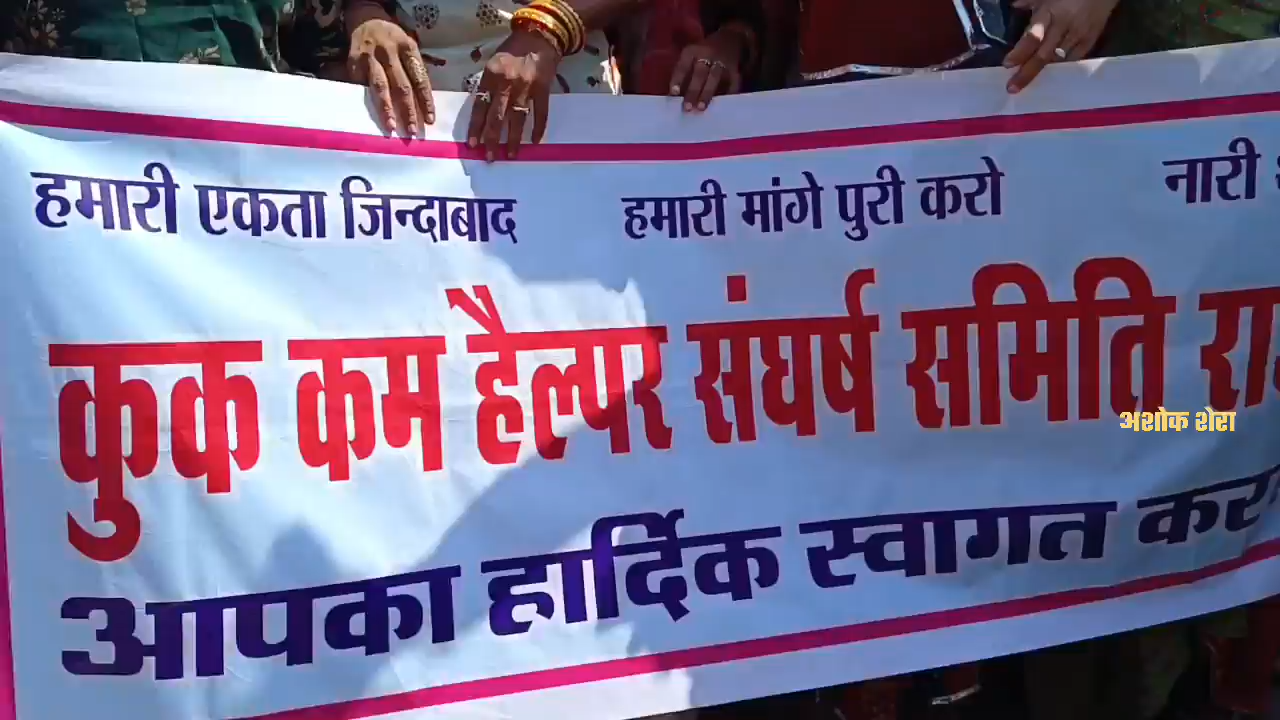 हमारी एकता जिन्दाबाद हमारी मांगे पुरी करो नारी
कुक कम हैल्पर संघर्ष समिति
अशोक शेरा
आपका हार्दिक स्वागत